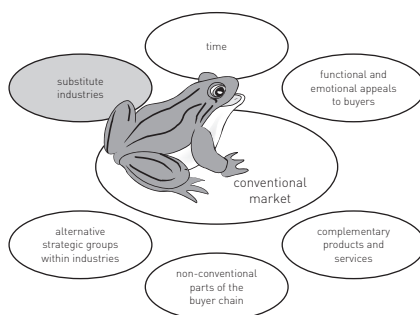 time
substitute
industries
functional and
emotional appeals
to buyers
conventional
market
alternative
strategic groups
within industries
complementary
products and
services
non-conventional
parts of the
buyer chain